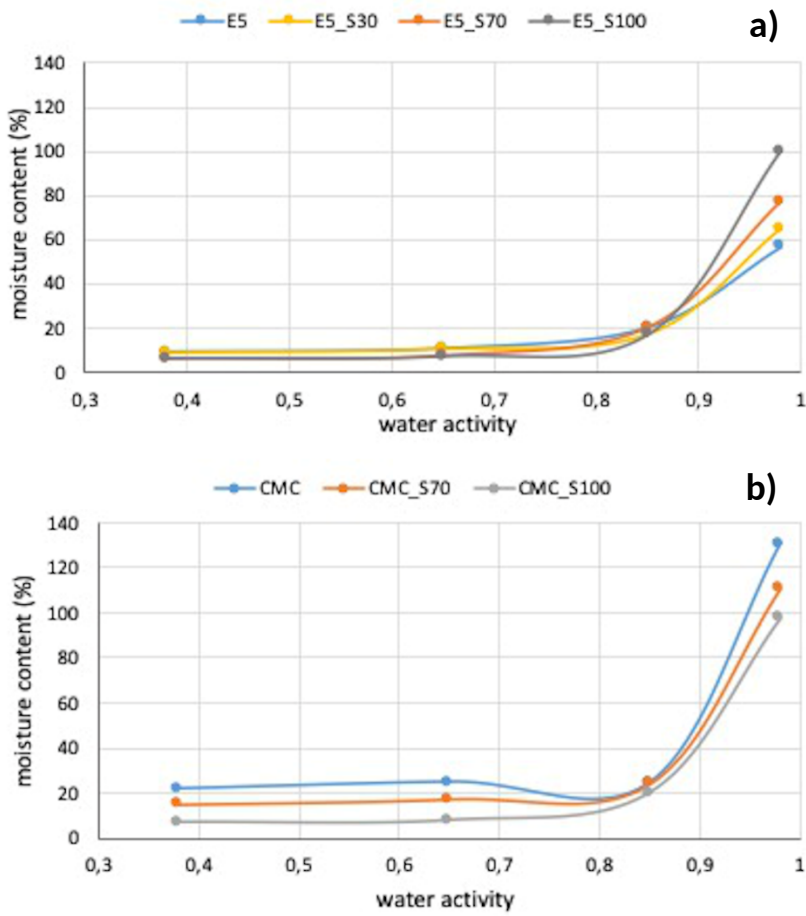 E5 E5_S30 E5_S70 E5_S100 a)
moisture content (%)
140
120
100
80
60
40
20
0
0,3 0,4 0,5 0,6 0,7 0,8 0,9 1
water activity
CMC CMC_S70 CMC_S100 b)
moisture content (%)
140
120
100
80
60
40
20
0
0,3 0,4 0,5 0,6 0,7 0,8 0,9 1
water activity